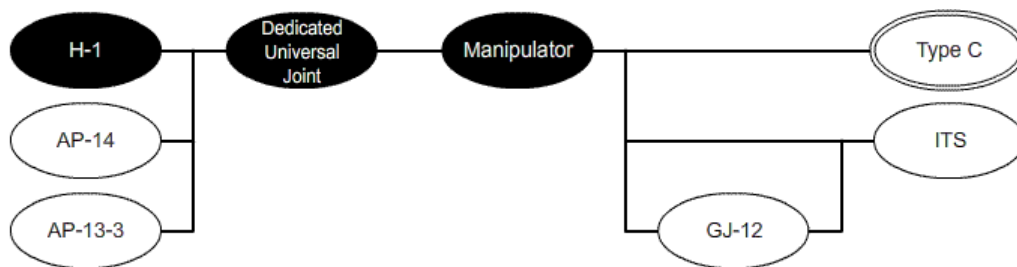 H-1
Dedicated
Universal
Joint
Manipulator
Type C
AP-14
ITS
AP-13-3
GJ-12